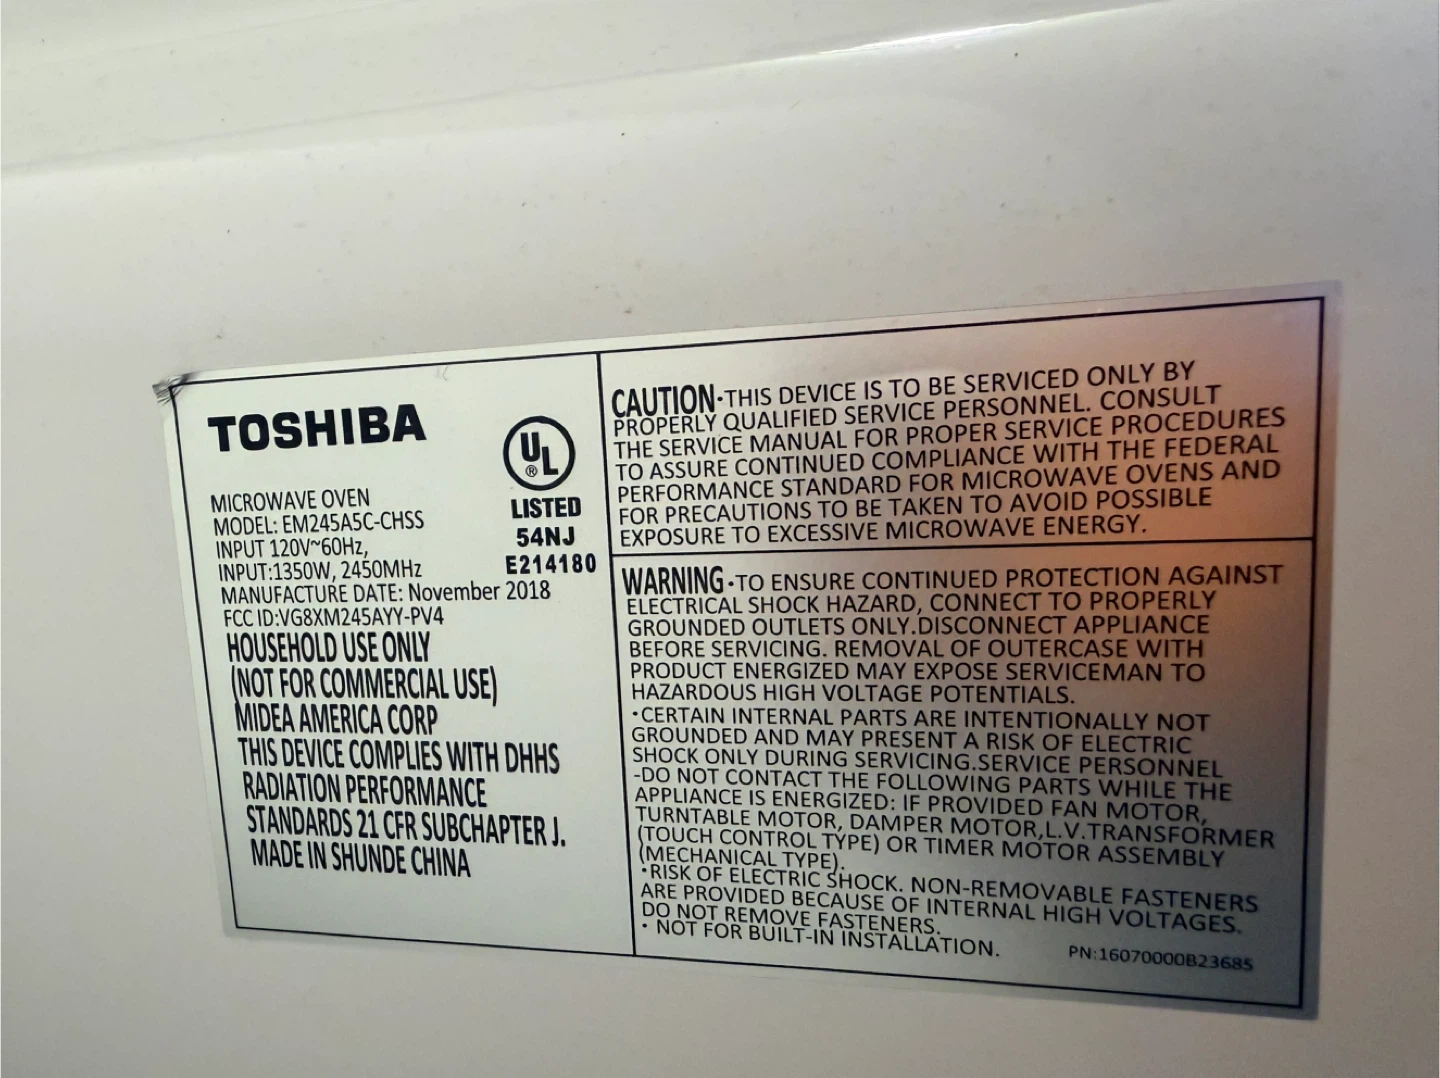 TOSHIBA
MICROWAVE OVEN
MODEL: EM245A5C-CHSS
INPUT 120V~60Hz,
INPUT:1350W, 2450MHz
MANUFACTURE DATE: November 2018
FCC ID:VG8XM245AYY-PV4
HOUSEHOLD USE ONLY
(NOT FOR COMMERCIAL USE)
MIDEA AMERICA CORP
THIS DEVICE COMPLIES WITH DHHS
RADIATION PERFORMANCE
STANDARDS 21 CFR SUBCHAPTER J.
MADE IN SHUNDE CHINA
UL ®
LISTED
54NJ
E214180
CAUTION·THIS DEVICE IS TO BE SERVICED ONLY BY
PROPERLY QUALIFIED SERVICE PERSONNEL. CONSULT
THE SERVICE MANUAL FOR PROPER SERVICE PROCEDURES
TO ASSURE CONTINUED COMPLIANCE WITH THE FEDERAL
PERFORMANCE STANDARD FOR MICROWAVE OVENS AND
FOR PRECAUTIONS TO BE TAKEN TO AVOID POSSIBLE
EXPOSURE TO EXCESSIVE MICROWAVE ENERGY.
WARNING·TO ENSURE CONTINUED PROTECTION AGAINST
ELECTRICAL SHOCK HAZARD, CONNECT TO PROPERLY
GROUNDED OUTLETS ONLY.DISCONNECT APPLIANCE
BEFORE SERVICING. REMOVAL OF OUTERCASE WITH
PRODUCT ENERGIZED MAY EXPOSE SERVICEMAN TO
HAZARDOUS HIGH VOLTAGE POTENTIALS.
·CERTAIN INTERNAL PARTS ARE INTENTIONALLY NOT
GROUNDED AND MAY PRESENT A RISK OF ELECTRIC
SHOCK ONLY DURING SERVICING.SERVICE PERSONNEL
-DO NOT CONTACT THE FOLLOWING PARTS WHILE THE
APPLIANCE IS ENERGIZED: IF PROVIDED FAN MOTOR,
TURNTABLE MOTOR, DAMPER MOTOR,L.V.TRANSFORMER
(TOUCH CONTROL TYPE) OR TIMER MOTOR ASSEMBLY
(MECHANICAL TYPE).
·RISK OF ELECTRIC SHOCK. NON-REMOVABLE FASTENERS
ARE PROVIDED BECAUSE OF INTERNAL HIGH VOLTAGES.
DO NOT REMOVE FASTENERS.
· NOT FOR BUILT-IN INSTALLATION.
PN:16070000B23685